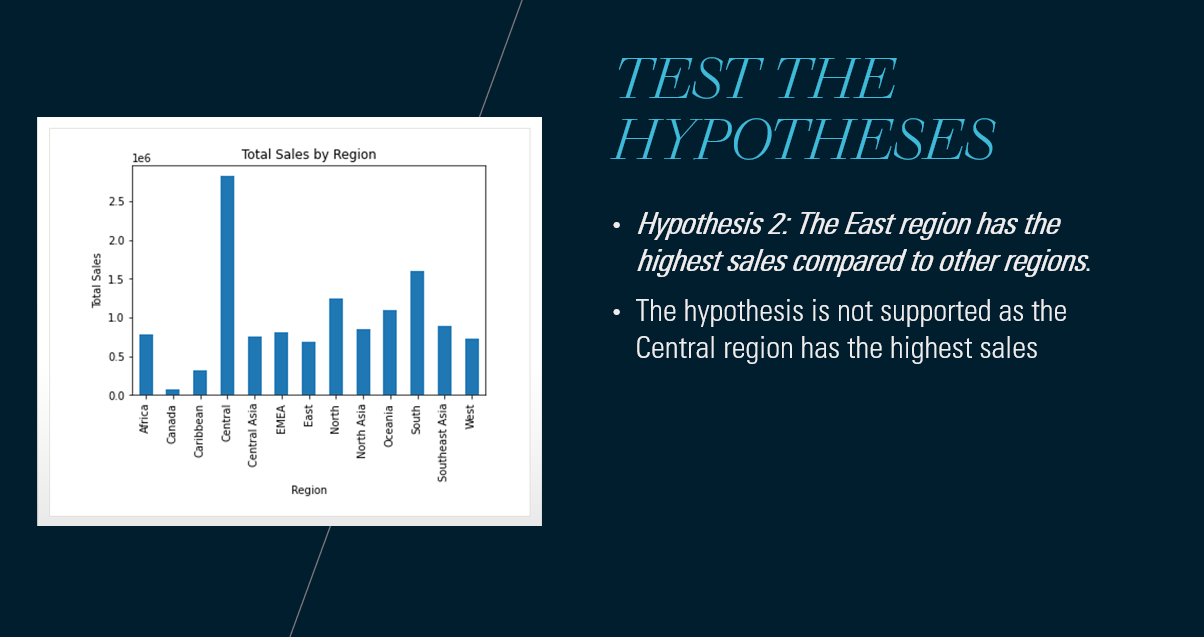 TEST THE
HYPOTHESES
• Hypothesis 2: The East region has the
highest sales compared to other regions.
• The hypothesis is not supported as the
Central region has the highest sales
Total Sales by Region
1e6
Total Sales
2.5
2.0
1.5
1.0
0.5
0.0
Africa
Canada
Caribbean
Central
Central Asia
EMEA
East
North
North Asia
Oceania
South
Southeast Asia
West
Region